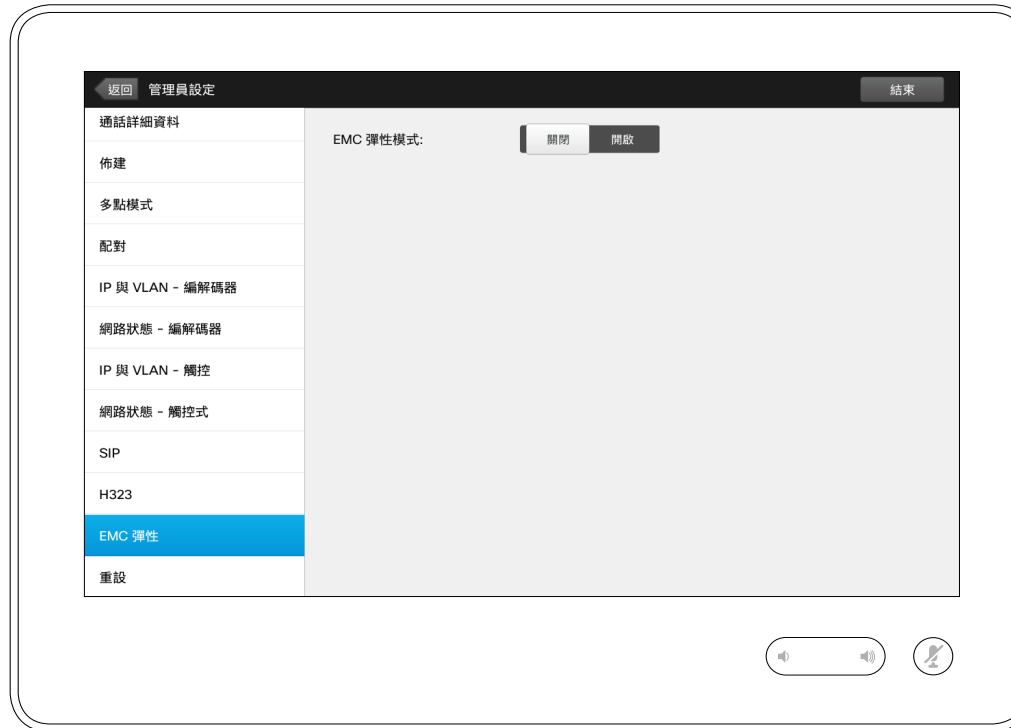 返回 管理員設定 結束
通話詳細資料
EMC 彈性模式: 關閉 開啟
佈建
多點模式
配對
IP 與 VLAN - 編解碼器
網路狀態 - 編解碼器
IP 與 VLAN - 觸控
網路狀態 - 觸控式
SIP
H323
EMC 彈性
重設